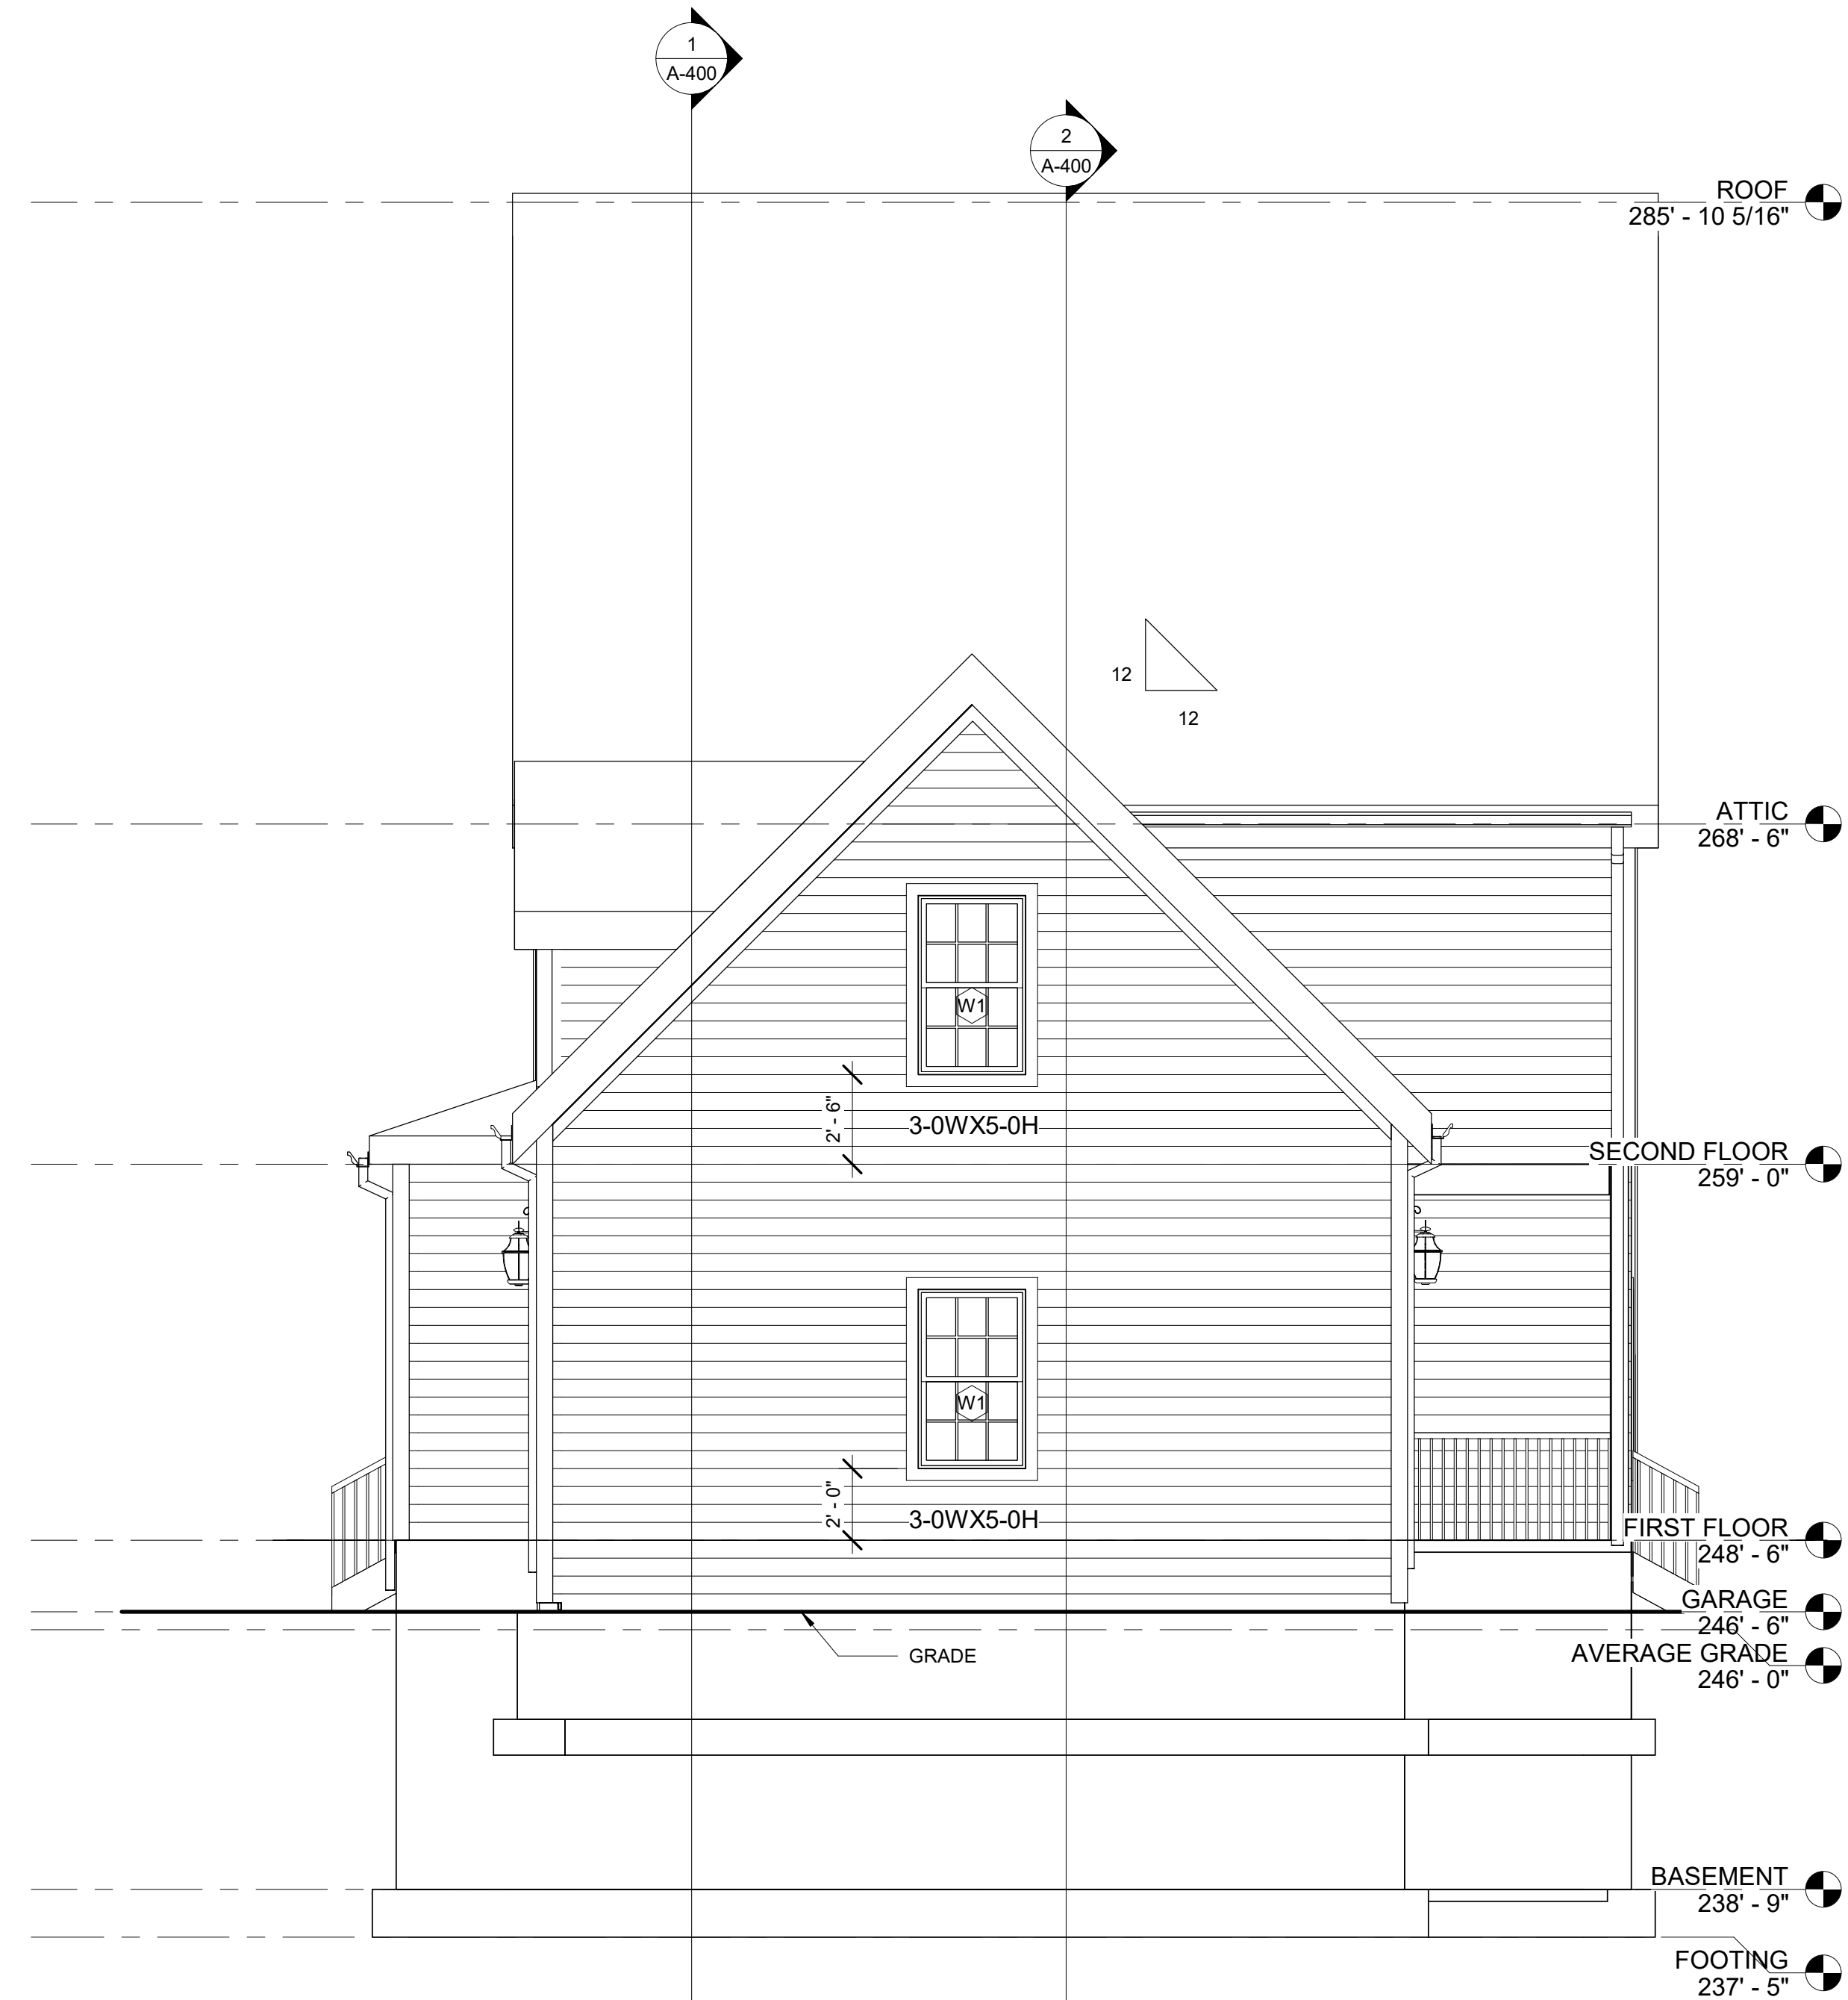 1
A-400
2
A-400
ROOF
285' - 10 5/16"
12
12
ATTIC
268' - 6"
W1
2' - 6"
3-0WX5-0H
SECOND FLOOR
259' - 0"
W1
2' - 0"
3-0WX5-0H
FIRST FLOOR
248' - 6"
GARAGE
246' - 6"
GRADE
AVERAGE GRADE
246' - 0"
BASEMENT
238' - 9"
FOOTING
237' - 5"